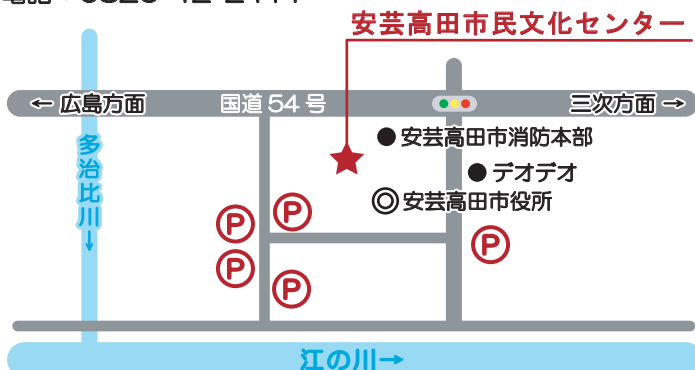 安芸高田市民文化センター
← 広島方面
国道54号
三次方面 →
安芸高田市消防本部
デオデオ
安芸高田市役所
多治比川→
P
P
P
P
P
江の川→